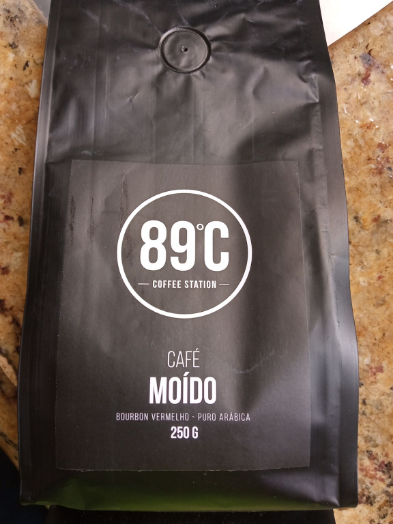 89°C
COFFEE STATION
CAFÉ
MOÍDO
BOURBON VERMELHO - PURO ARÁBICA
250 G